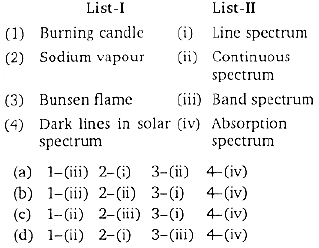 List-I List-II
(1) Burning candle (i) Line spectrum
(2) Sodium vapour (ii) Continuous
spectrum
(3) Bunsen flame (iii) Band spectrum
(4) Dark lines in solar (iv) Absorption
spectrum spectrum
(a) 1–(iii) 2–(i) 3–(ii) 4–(iv)
(b) 1–(iii) 2–(ii) 3–(i) 4–(iv)
(c) 1–(ii) 2–(iii) 3–(i) 4–(iv)
(d) 1–(ii) 2–(i) 3–(iii) 4–(iv)